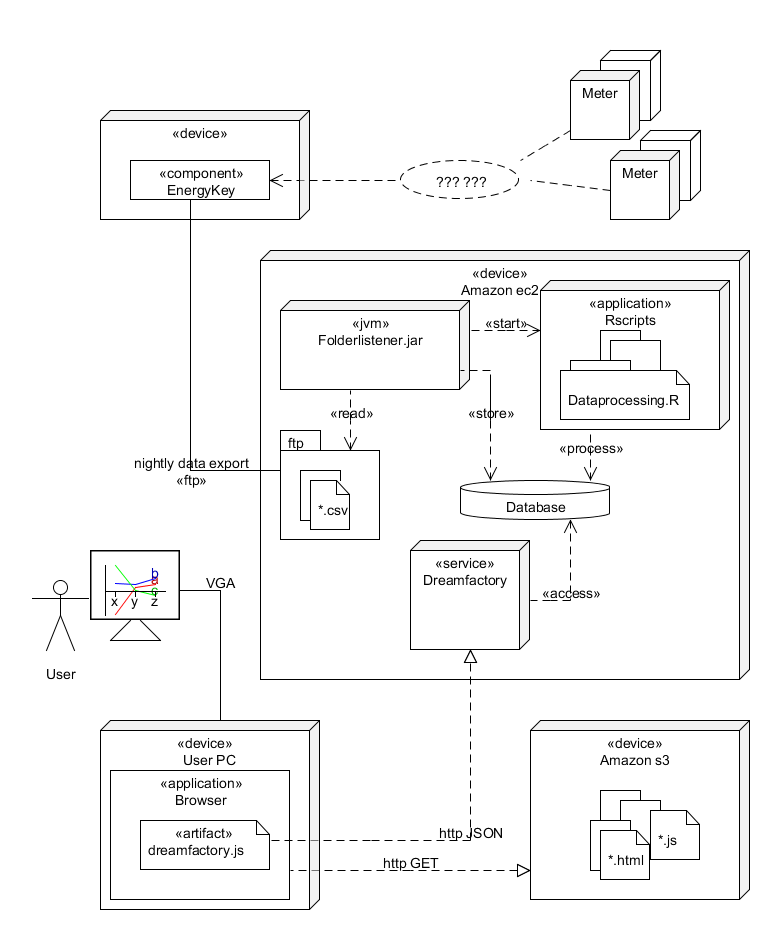 Meter
«device»
Meter
«component»
EnergyKey
??? ???
«device»
Amazon ec2
«application»
Rscripts
«jvm»
Folderlistener.jar
«start»
Dataprocessing.R
«read»
«store»
ftp
«process»
nightly data export
«ftp»
*.csv
Database
«service»
Dreamfactory
b
a
c
x y z
VGA
«access»
User
«device»
User PC
«device»
Amazon s3
«application»
Browser
«artifact»
dreamfactory.js
http JSON
*.js
*.html
http GET